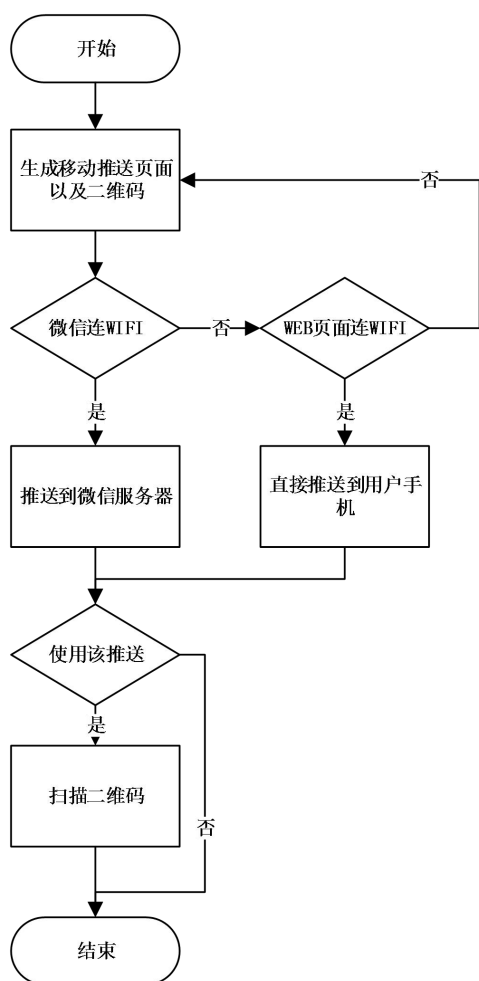 开始
生成移动推送页面
以及二维码
否
微信连WIFI
否
WEB页面连WIFI
是
是
推送到微信服务器
直接推送到用户手
机
使用该推送
是
扫描二维码
否
结束